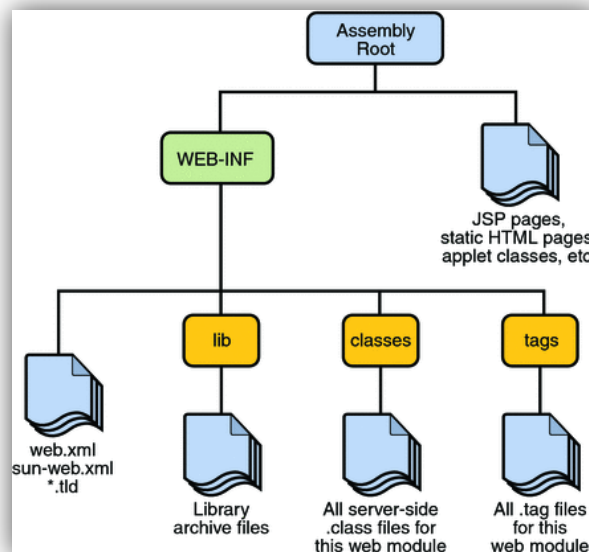 Assembly
Root
WEB-INF
JSP pages,
static HTML pages
applet classes, etc
lib
classes
tags
web.xml
sun-web.xml
*.tld
Library
archive files
All server-side
.class files for
this web module
All .tag files
for this
web module